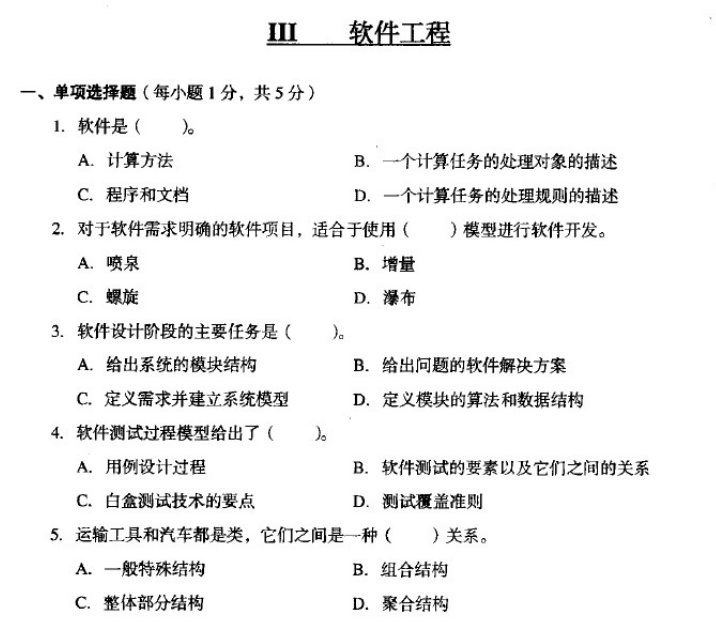 III 软件工程
一、单项选择题（每小题1分，共5分）
1. 软件是（ ）。
A. 计算方法 B. 一个计算任务的处理对象的描述
C. 程序和文档 D. 一个计算任务的处理规则的描述
2. 对于软件需求明确的软件项目，适合于使用（ ）模型进行软件开发。
A. 喷泉 B. 增量
C. 螺旋 D. 瀑布
3. 软件设计阶段的主要任务是（ ）。
A. 给出系统的模块结构 B. 给出问题的软件解决方案
C. 定义需求并建立系统模型 D. 定义模块的算法和数据结构
4. 软件测试过程模型给出了（ ）。
A. 用例设计过程 B. 软件测试的要素以及它们之间的关系
C. 白盒测试技术的要点 D. 测试覆盖准则
5. 运输工具和汽车都是类，它们之间是一种（ ）关系。
A. 一般特殊结构 B. 组合结构
C. 整体部分结构 D. 聚合结构